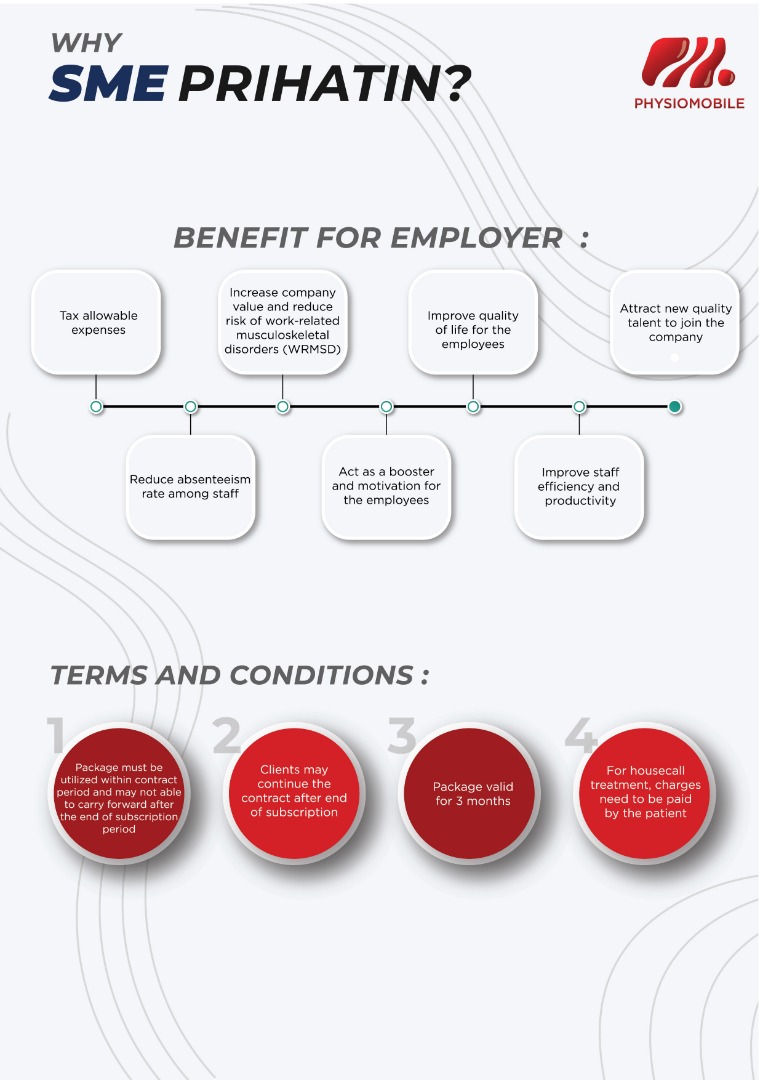 WHY
SME PRIHATIN?
PHYSIOMOBILE
BENEFIT FOR EMPLOYER :
Tax allowable
expenses
Increase company
value and reduce
risk of work-related
musculoskeletal
disorders (WRMSD)
Improve quality
of life for the
employees
Attract new quality
talent to join the
company
Reduce absenteeism
rate among staff
Act as a booster
and motivation for
the employees
Improve staff
efficiency and
productivity
TERMS AND CONDITIONS :
1
Package must be
utilized within contract
period and may not able
to carry forward after
the end of subscription
period
2
Clients may
continue the
contract after end
of subscription
3
Package valid
for 3 months
4
For housecall
treatment, charges
need to be paid
by the patient